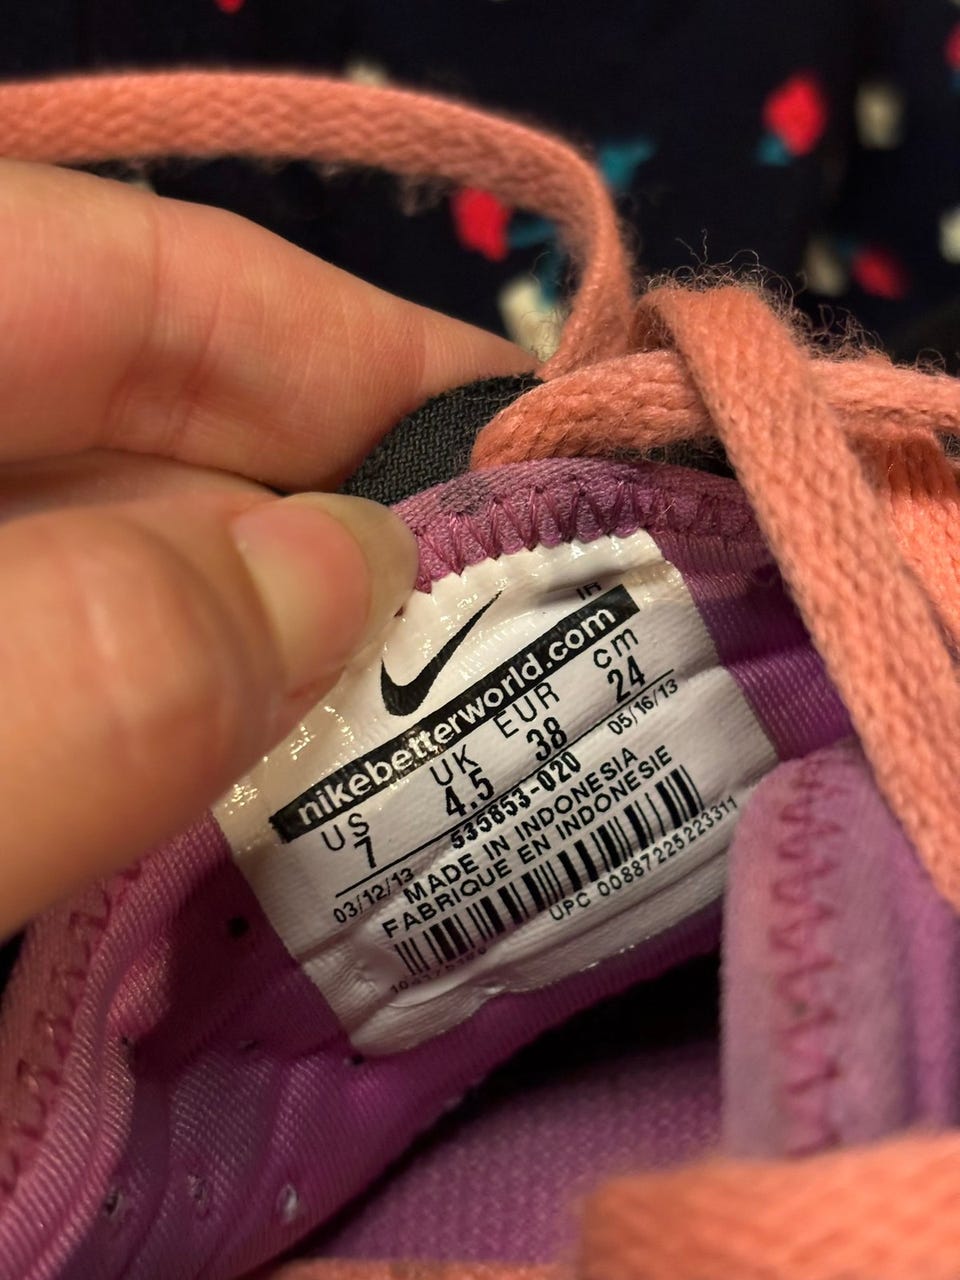 IR
nikebetterworld.com
US UK EUR cm
7 4.5 38 24
535853-020
03/12/13 05/16/13
MADE IN INDONESIA
FABRIQUE EN INDONESIE
UPC 00887225223311